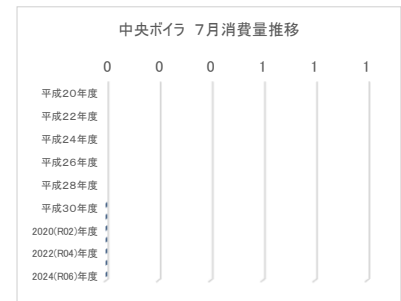 中央ボイラ 7月消費量推移
0 0 0 1 1 1
平成20年度
平成22年度
平成24年度
平成26年度
平成28年度
平成30年度
2020(R02)年度
2022(R04)年度
2024(R06)年度